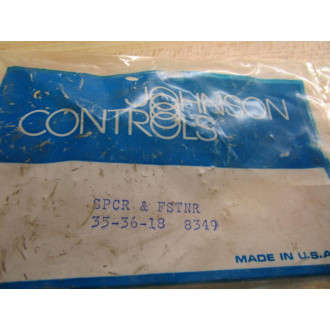 JOHNSON
CONTROLS
SPCR & FSTNR
35-36-18 8349
MADE IN U.S.A